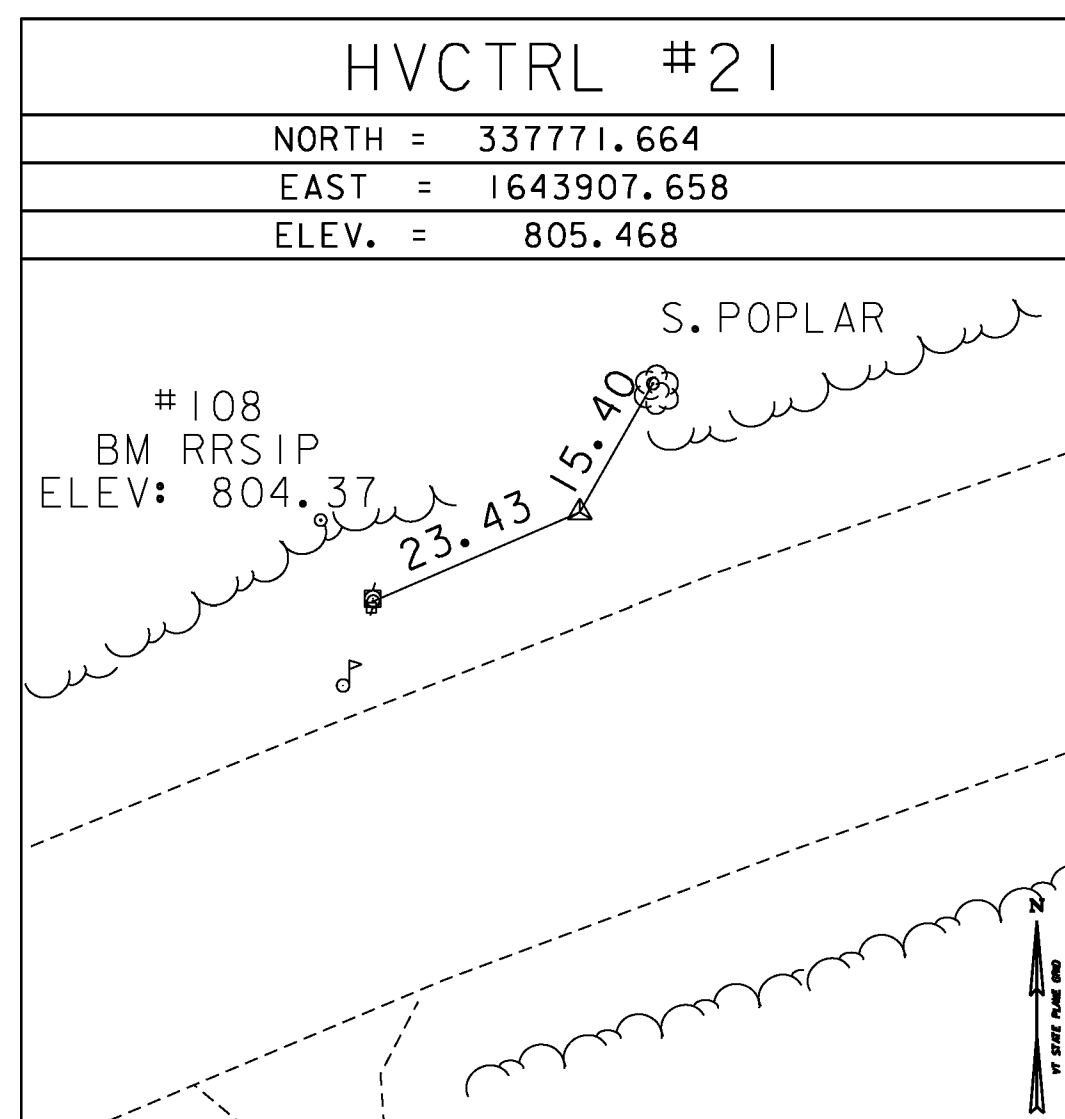 HVCTRL #21
NORTH = 337771.664
EAST = 1643907.658
ELEV. = 805.468
S. POPLAR
#108
BM RRSIP
ELEV: 804.37
15.40
23.43
N
VT STATE PLANE GRID